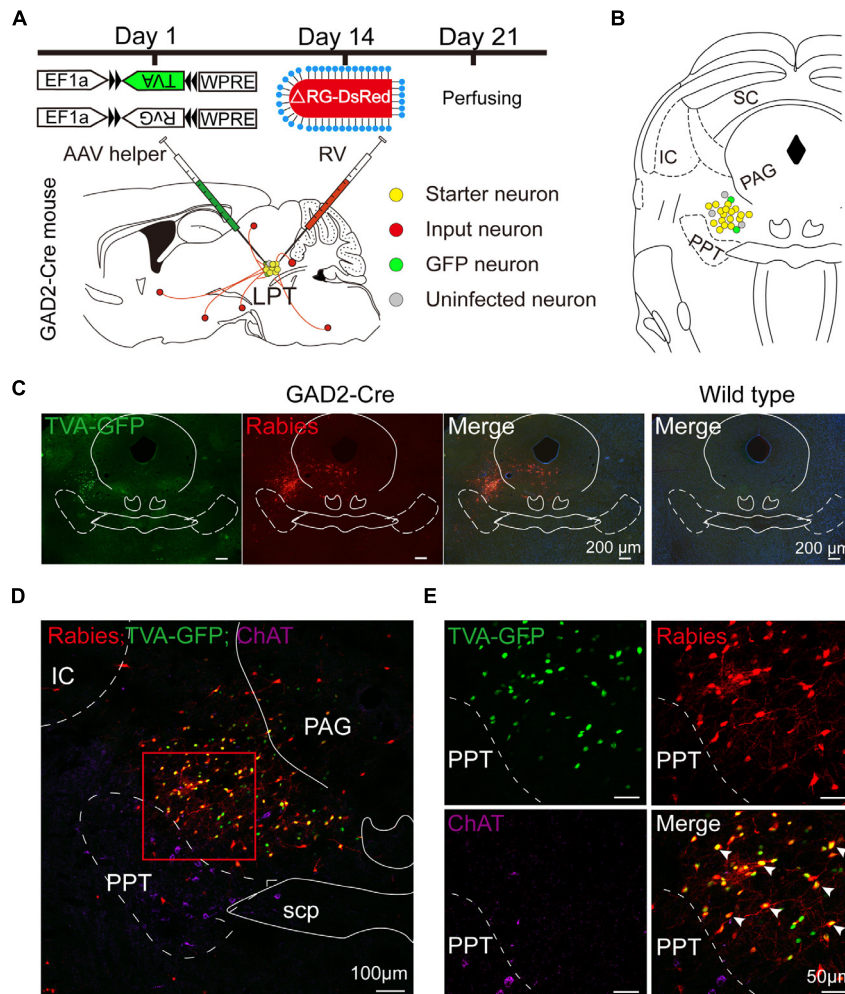 A
Day 1 Day 14 Day 21
EF1a TVA WPRE
EF1a RvG WPRE
△RG-DsRed
Perfusing
AAV helper RV
GAD2-Cre mouse
LPT
Starter neuron
Input neuron
GFP neuron
Uninfected neuron
B
SC
IC
PAG
PPT
C
GAD2-Cre Wild type
TVA-GFP Rabies Merge Merge
200 µm 200 µm
D
Rabies; TVA-GFP; ChAT
IC
PAG
PPT
scp
100µm
E
TVA-GFP Rabies
PPT PPT
ChAT Merge
PPT PPT
50µm